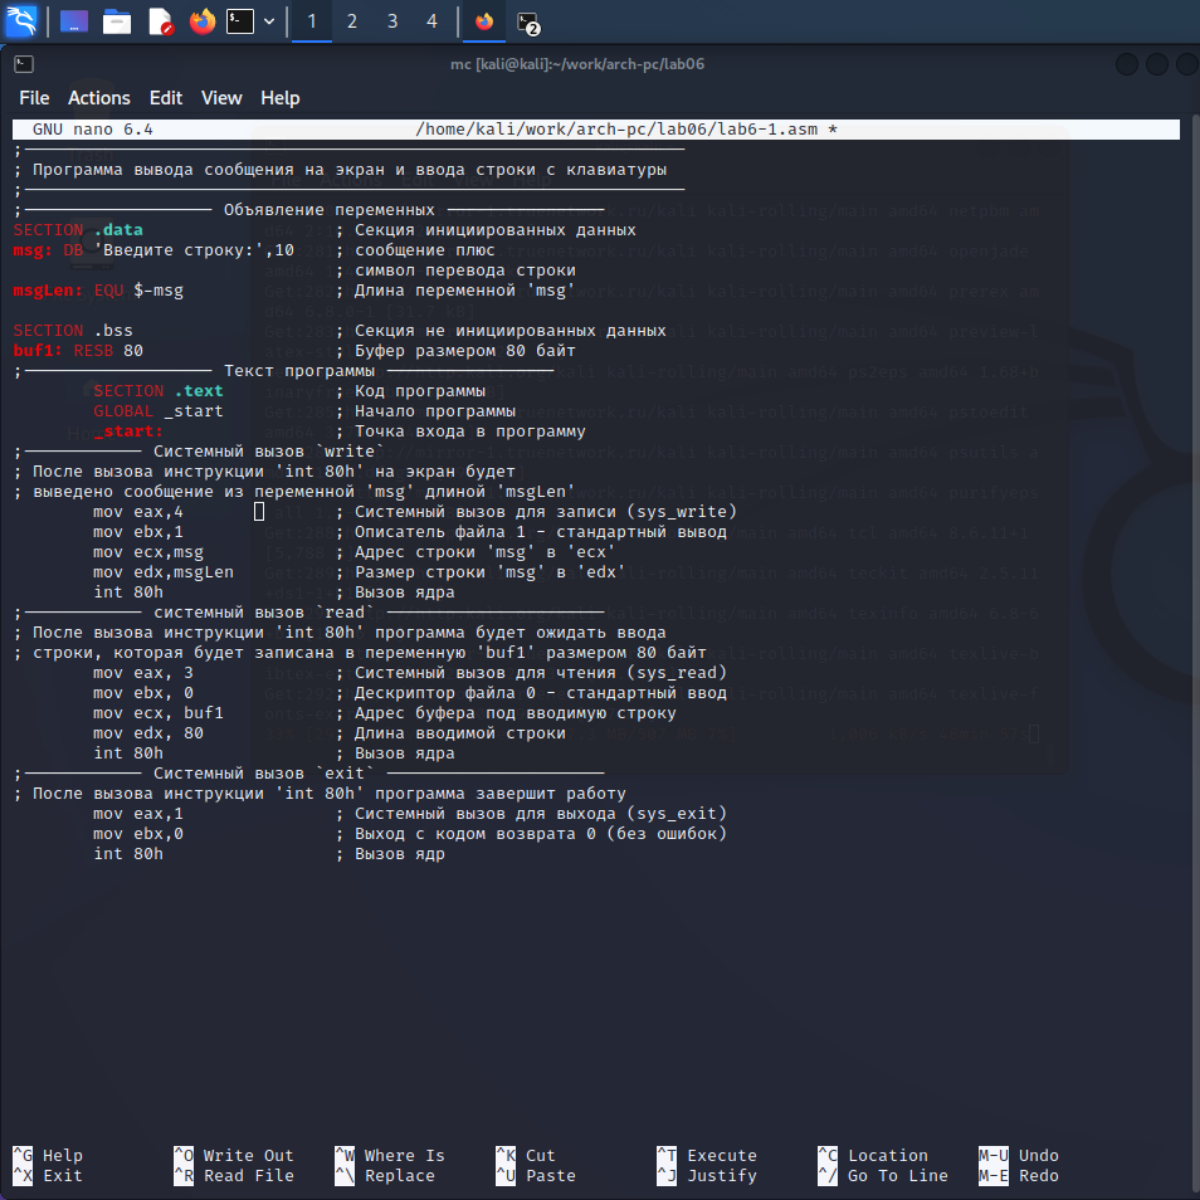 1 2 3 4 2
mc [kali@kali]:~/work/arch-pc/lab06
File Actions Edit View Help
GNU nano 6.4 /home/kali/work/arch-pc/lab06/lab6-1.asm *
;
; Программа вывода сообщения на экран и ввода строки с клавиатуры
;
; Объявление переменных
SECTION .data ; Секция инициированных данных
msg: DB 'Введите строку:',10 ; сообщение плюс
; символ перевода строки
msgLen: EQU $-msg ; Длина переменной 'msg'
SECTION .bss ; Секция не инициированных данных
buf1: RESB 80 ; Буфер размером 80 байт
; Текст программы
SECTION .text ; Код программы
GLOBAL _start ; Начало программы
_start: ; Точка входа в программу
; Системный вызов `write`
; После вызова инструкции 'int 80h' на экран будет
; выведено сообщение из переменной 'msg' длиной 'msgLen'
mov eax,4 ; Системный вызов для записи (sys_write)
mov ebx,1 ; Описатель файла 1 - стандартный вывод
mov ecx,msg ; Адрес строки 'msg' в 'ecx'
mov edx,msgLen ; Размер строки 'msg' в 'edx'
int 80h ; Вызов ядра
; системный вызов `read`
; После вызова инструкции 'int 80h' программа будет ожидать ввода
; строки, которая будет записана в переменную 'buf1' размером 80 байт
mov eax, 3 ; Системный вызов для чтения (sys_read)
mov ebx, 0 ; Дескриптор файла 0 - стандартный ввод
mov ecx, buf1 ; Адрес буфера под вводимую строку
mov edx, 80 ; Длина вводимой строки
int 80h ; Вызов ядра
; Системный вызов `exit`
; После вызова инструкции 'int 80h' программа завершит работу
mov eax,1 ; Системный вызов для выхода (sys_exit)
mov ebx,0 ; Выход с кодом возврата 0 (без ошибок)
int 80h ; Вызов ядр
^G Help ^O Write Out ^W Where Is ^K Cut ^T Execute ^C Location M-U Undo
^X Exit ^R Read File ^\ Replace ^U Paste ^J Justify ^/ Go To Line M-E Redo